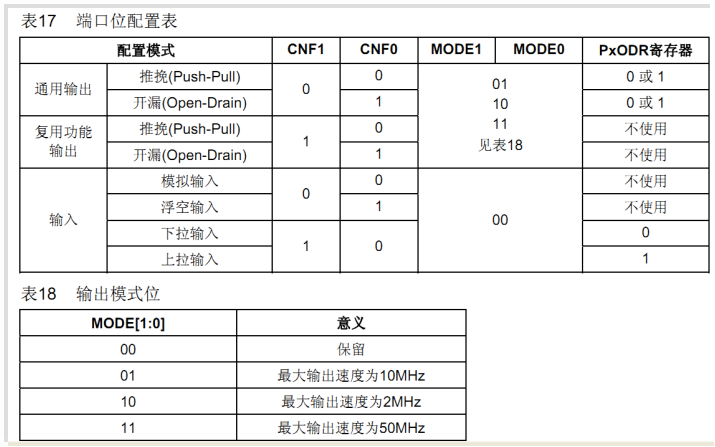 表17 端口位配置表
配置模式 CNF1 CNF0 MODE1 MODE0 PxODR寄存器
通用输出 推挽(Push-Pull) 0 0 01 10 11 见表18 0 或 1
开漏(Open-Drain) 1 0 或 1
复用功能输出 推挽(Push-Pull) 1 0 不使用
开漏(Open-Drain) 1 不使用
输入 模拟输入 0 0 00 不使用
浮空输入 1 不使用
下拉输入 1 0 0
上拉输入 1
表18 输出模式位
MODE[1:0] 意义
00 保留
01 最大输出速度为10MHz
10 最大输出速度为2MHz
11 最大输出速度为50MHz